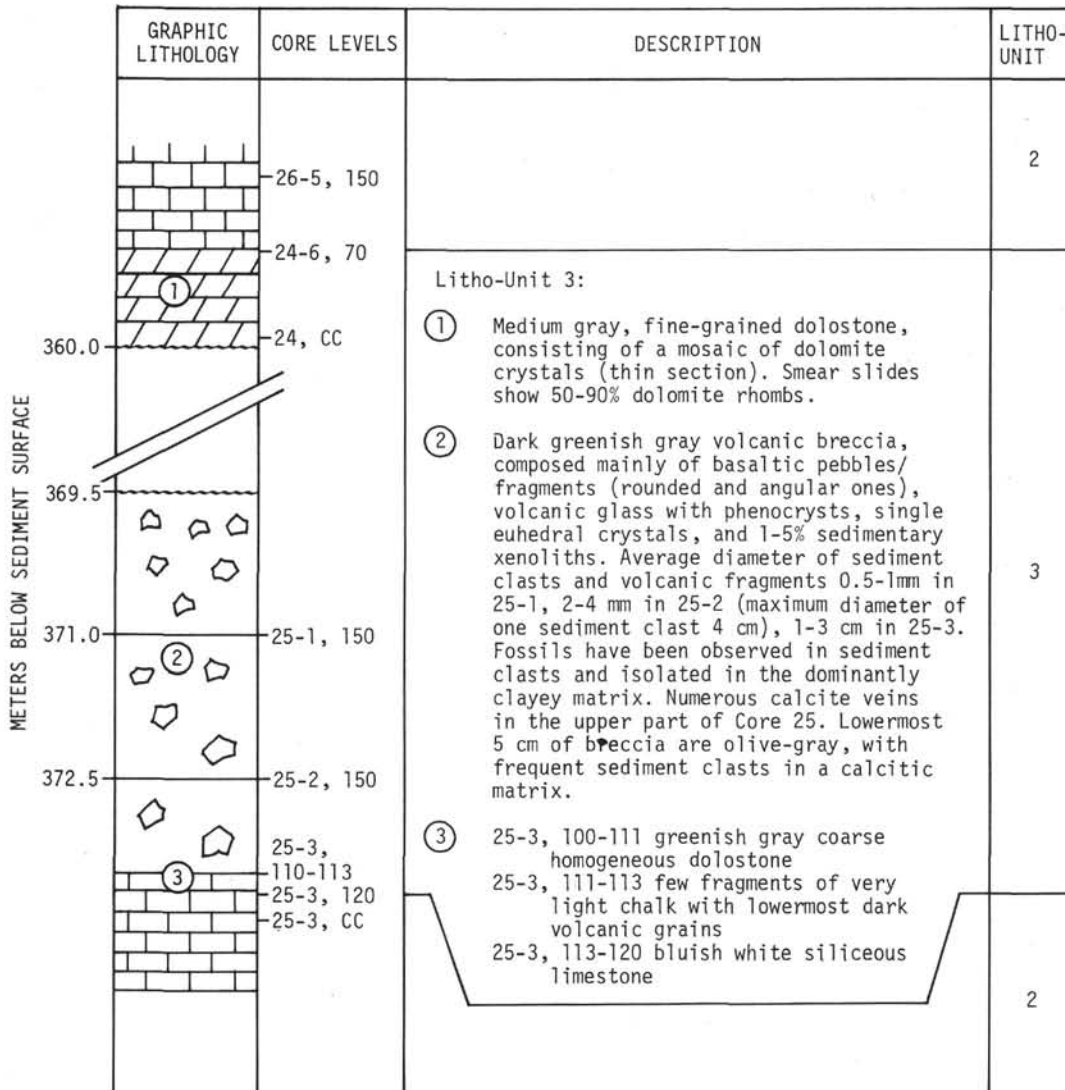 GRAPHIC
LITHOLOGY
CORE LEVELS
DESCRIPTION
LITHO-
UNIT
METERS BELOW SEDIMENT SURFACE
360.0
369.5
371.0
372.5
1
2
3
26-5, 150
24-6, 70
24, CC
25-1, 150
25-2, 150
25-3,
110-113
25-3, 120
25-3, CC
Litho-Unit 3:
1 Medium gray, fine-grained dolostone,
consisting of a mosaic of dolomite
crystals (thin section). Smear slides
show 50-90% dolomite rhombs.
2 Dark greenish gray volcanic breccia,
composed mainly of basaltic pebbles/
fragments (rounded and angular ones),
volcanic glass with phenocrysts, single
euhedral crystals, and 1-5% sedimentary
xenoliths. Average diameter of sediment
clasts and volcanic fragments 0.5-1mm in
25-1, 2-4 mm in 25-2 (maximum diameter of
one sediment clast 4 cm), 1-3 cm in 25-3.
Fossils have been observed in sediment
clasts and isolated in the dominantly
clayey matrix. Numerous calcite veins
in the upper part of Core 25. Lowermost
5 cm of breccia are olive-gray, with
frequent sediment clasts in a calcitic
matrix.
3 25-3, 100-111 greenish gray coarse
homogeneous dolostone
25-3, 111-113 few fragments of very
light chalk with lowermost dark
volcanic grains
25-3, 113-120 bluish white siliceous
limestone
2
3
2